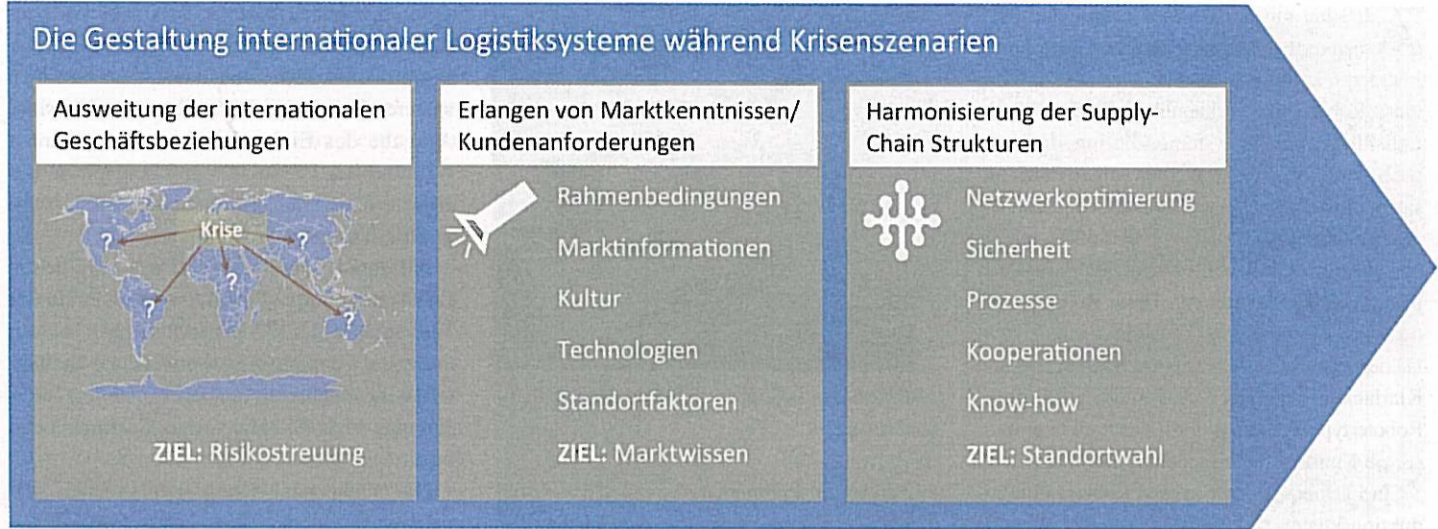 Die Gestaltung internationaler Logistiksysteme während Krisenszenarien
Ausweitung der internationalen
Geschäftsbeziehungen
Krise
?
?
?
?
?
ZIEL: Risikostreuung
Erlangen von Marktkenntnissen/
Kundenanforderungen
Rahmenbedingungen
Marktinformationen
Kultur
Technologien
Standortfaktoren
ZIEL: Marktwissen
Harmonisierung der Supply-
Chain Strukturen
Netzwerkoptimierung
Sicherheit
Prozesse
Kooperationen
Know-how
ZIEL: Standortwahl